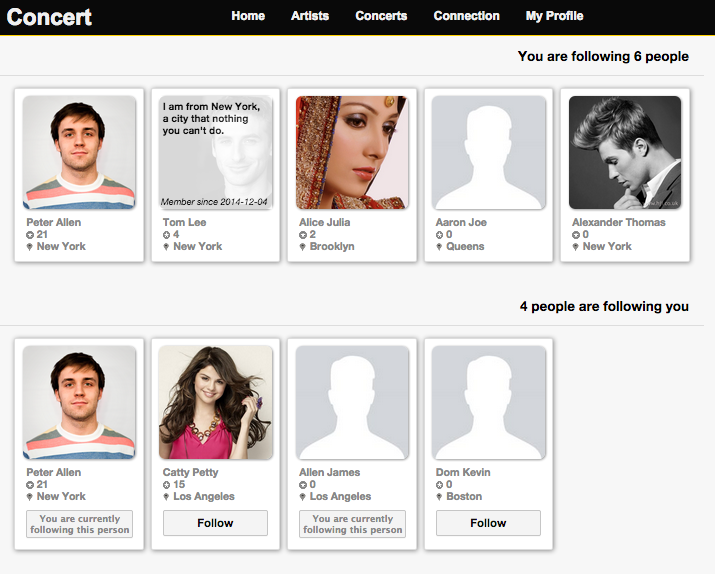 Concert
Home Artists Concerts Connection My Profile
You are following 6 people
I am from New York,
a city that nothing
you can't do.
Member since 2014-12-04
Peter Allen
21
New York
Tom Lee
4
New York
Alice Julia
2
Brooklyn
Aaron Joe
0
Queens
Alexander Thomas
0
New York
4 people are following you
Peter Allen
21
New York
You are currently
following this person
Catty Petty
15
Los Angeles
Follow
Allen James
0
Los Angeles
You are currently
following this person
Dom Kevin
0
Boston
Follow